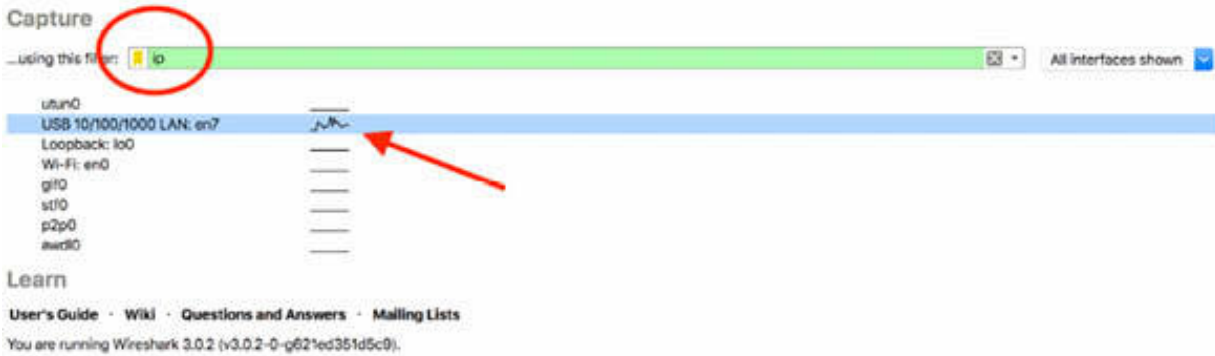 Capture
...using this filter: ip All interfaces shown
utun0
USB 10/100/1000 LAN: en7
Loopback: lo0
Wi-Fi: en0
gif0
stf0
p2p0
awdl0
Learn
User's Guide · Wiki · Questions and Answers · Mailing Lists
You are running Wireshark 3.0.2 (v3.0.2-0-g621ed351d5c9).